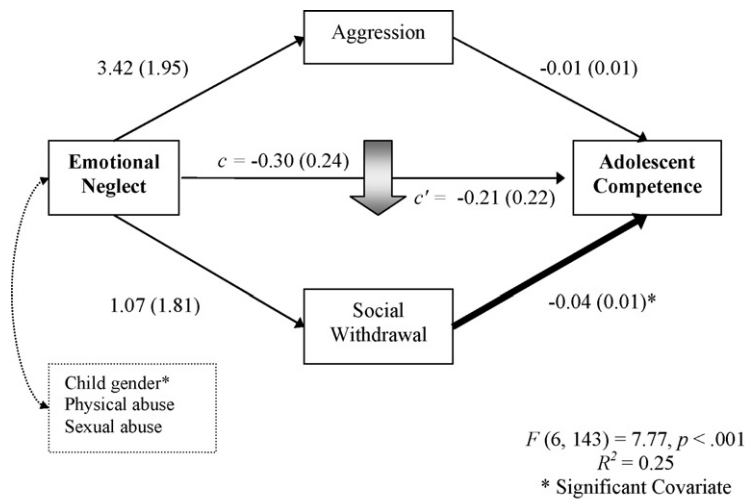 Aggression
3.42 (1.95)
-0.01 (0.01)
Emotional
Neglect
c = -0.30 (0.24)
c′ = -0.21 (0.22)
Adolescent
Competence
1.07 (1.81)
Social
Withdrawal
-0.04 (0.01)*
Child gender*
Physical abuse
Sexual abuse
F (6, 143) = 7.77, p < .001
R² = 0.25
* Significant Covariate